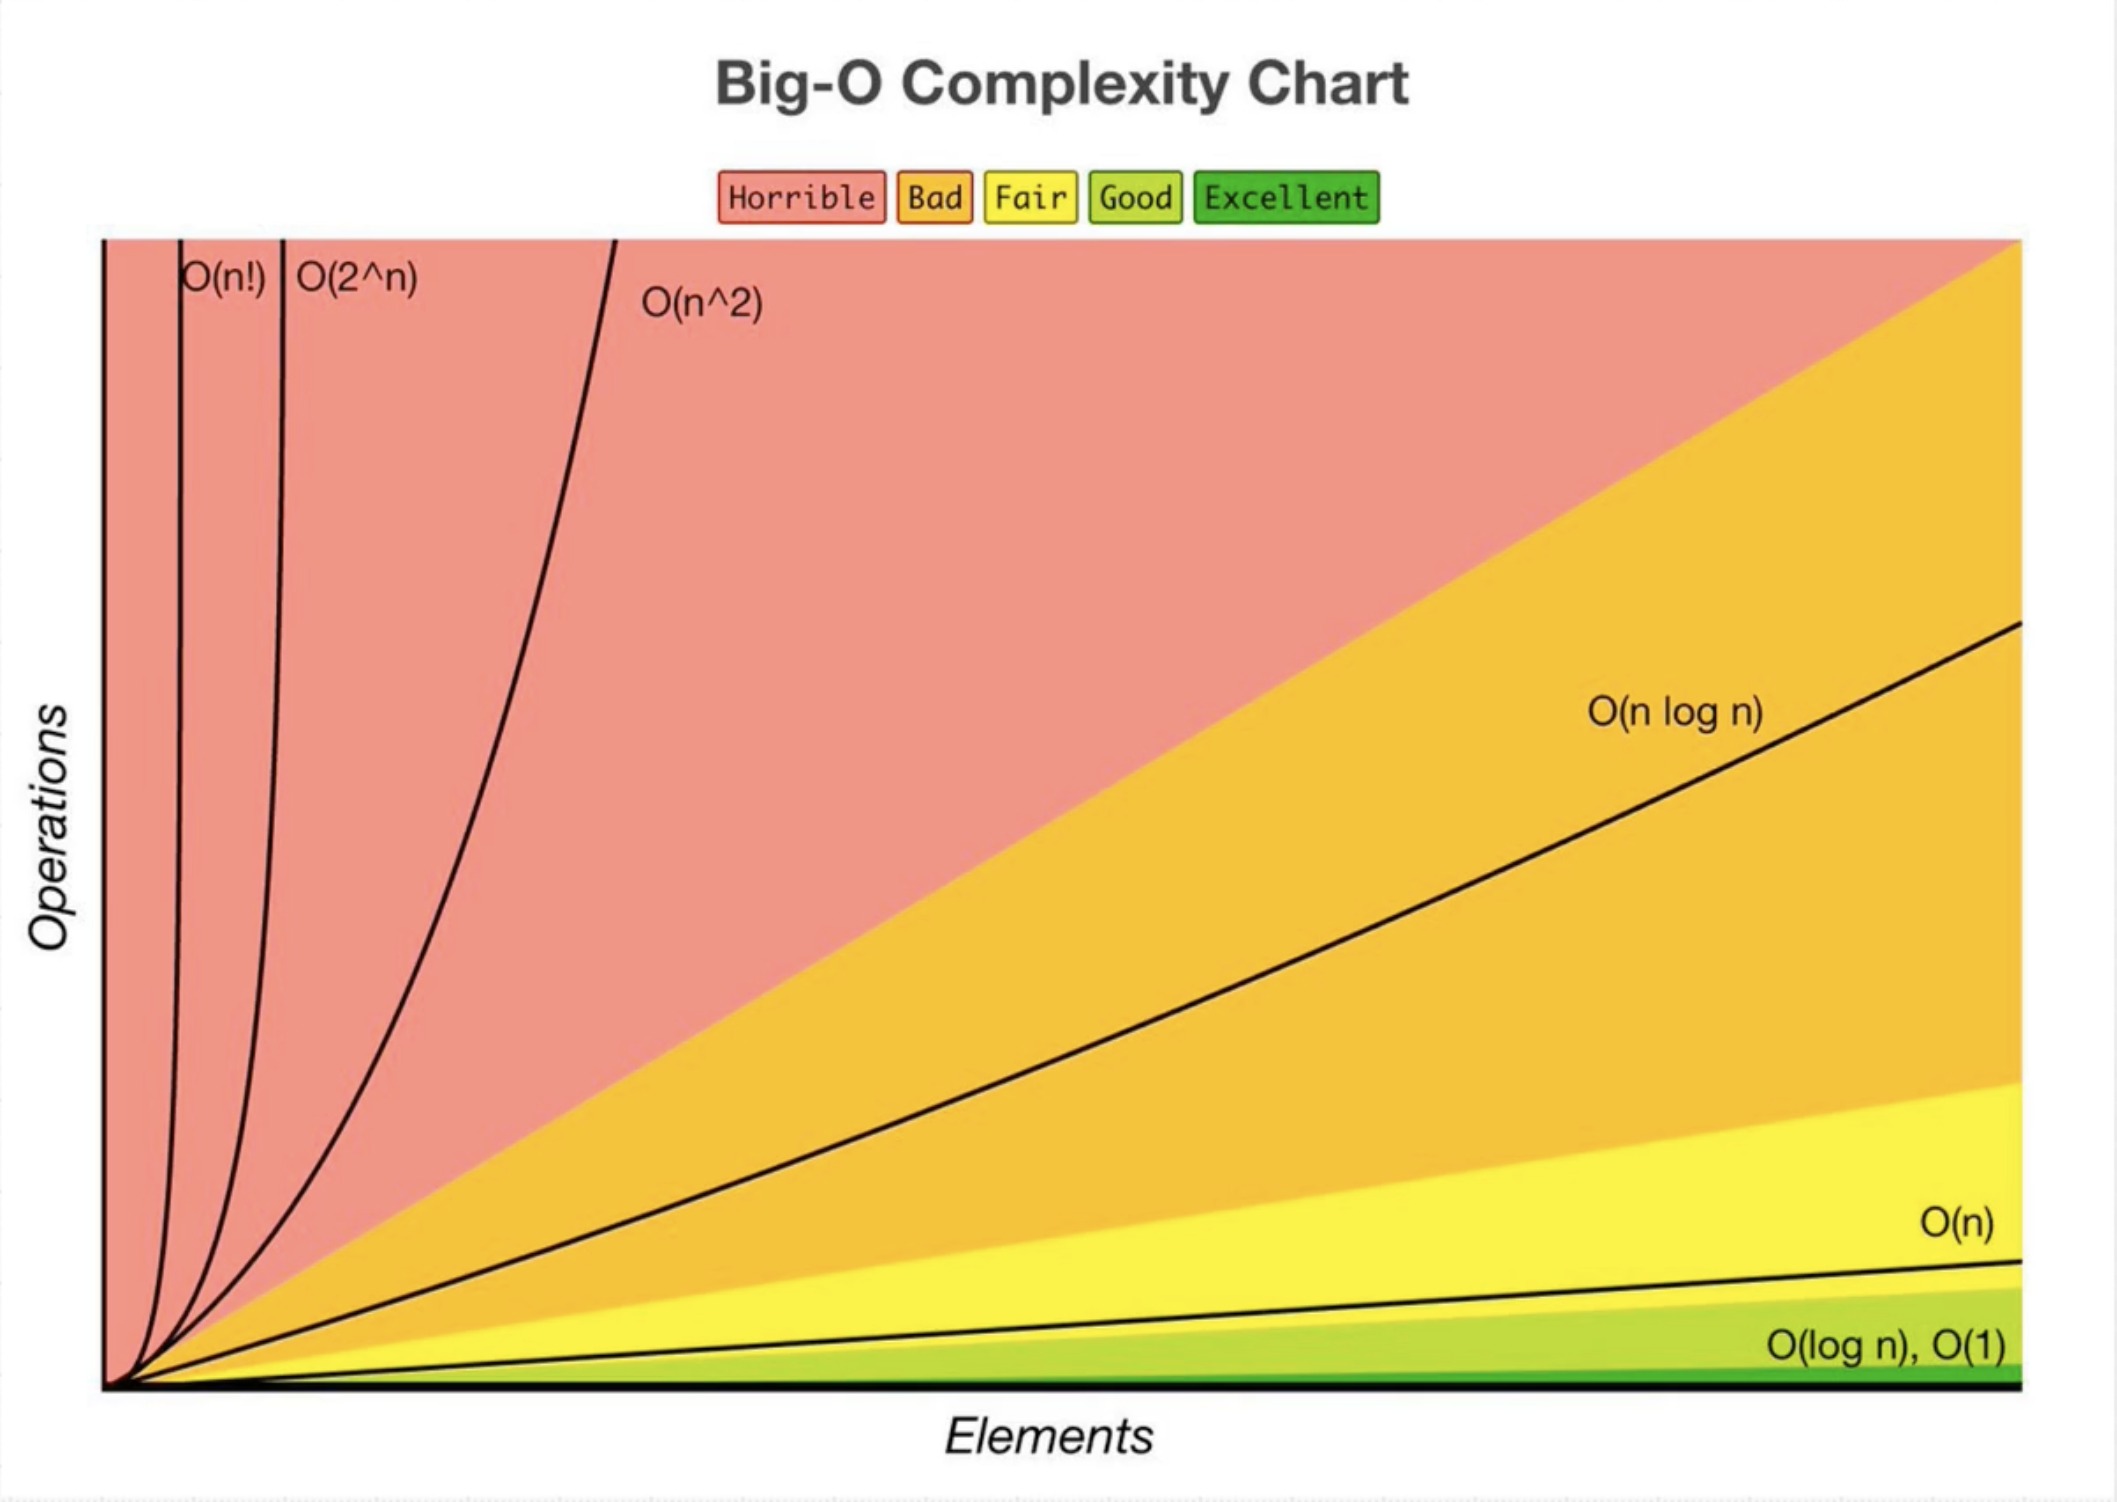 Big-O Complexity Chart
Horrible Bad Fair Good Excellent
O(n!) O(2^n)
O(n^2)
O(n log n)
Operations
O(n)
O(log n), O(1)
Elements